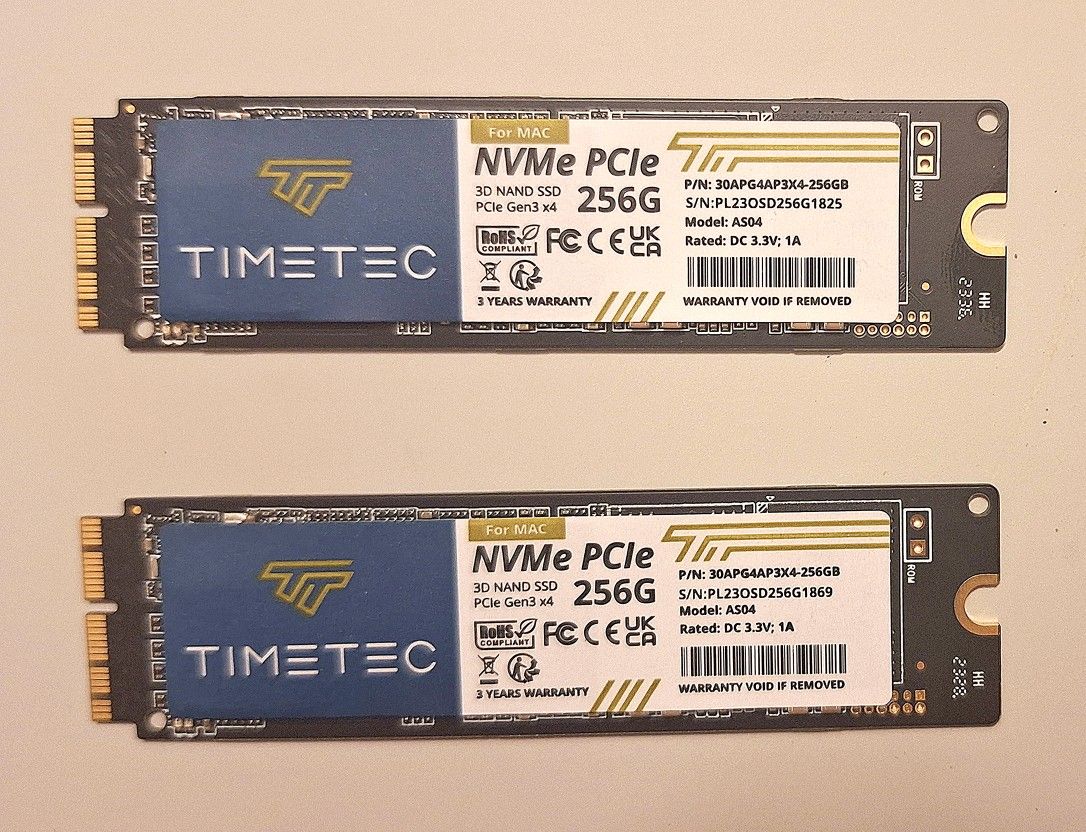 For MAC
NVMe PCIe
3D NAND SSD
PCIe Gen3 x4
256G
RoHS
COMPLIANT
FC CE UK
CA
3 YEARS WARRANTY
TIMETEC
P/N: 30APG4AP3X4-256GB
S/N:PL23OSD256G1825
Model: AS04
Rated: DC 3.3V; 1A
WARRANTY VOID IF REMOVED
ROM
HH
2336
For MAC
NVMe PCIe
3D NAND SSD
PCIe Gen3 x4
256G
RoHS
COMPLIANT
FC CE UK
CA
3 YEARS WARRANTY
TIMETEC
P/N: 30APG4AP3X4-256GB
S/N:PL23OSD256G1869
Model: AS04
Rated: DC 3.3V; 1A
WARRANTY VOID IF REMOVED
ROM
HH
2328